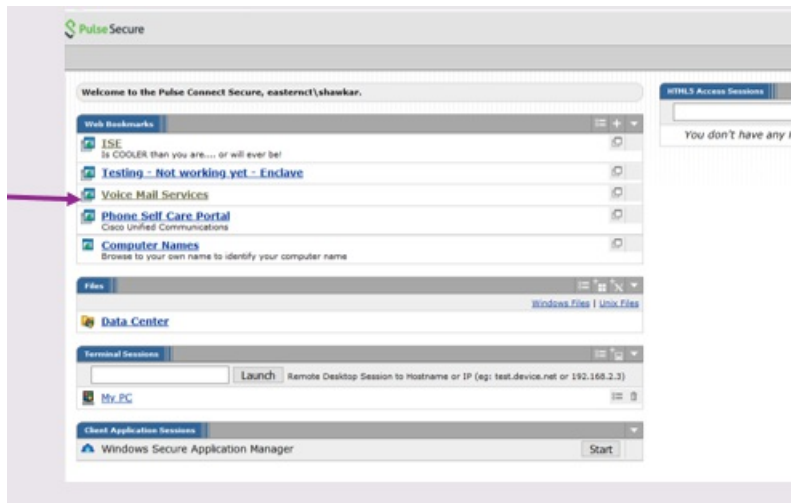 Pulse Secure
Welcome to the Pulse Connect Secure, easternct\shawkar.
HTML5 Access Sessions
Web Bookmarks
You don't have any
ISE
Is COOLER than you are.... or will ever be!
Testing - Not working yet - Enclave
Voice Mail Services
Phone Self Care Portal
Cisco Unified Communications
Computer Names
Browse to your own name to identify your computer name
Files
Windows Files | Unix Files
Data Center
Terminal Sessions
Launch Remote Desktop Session to Hostname or IP (eg: test.device.net or 192.168.2.3)
My PC
Client Application Sessions
Windows Secure Application Manager Start